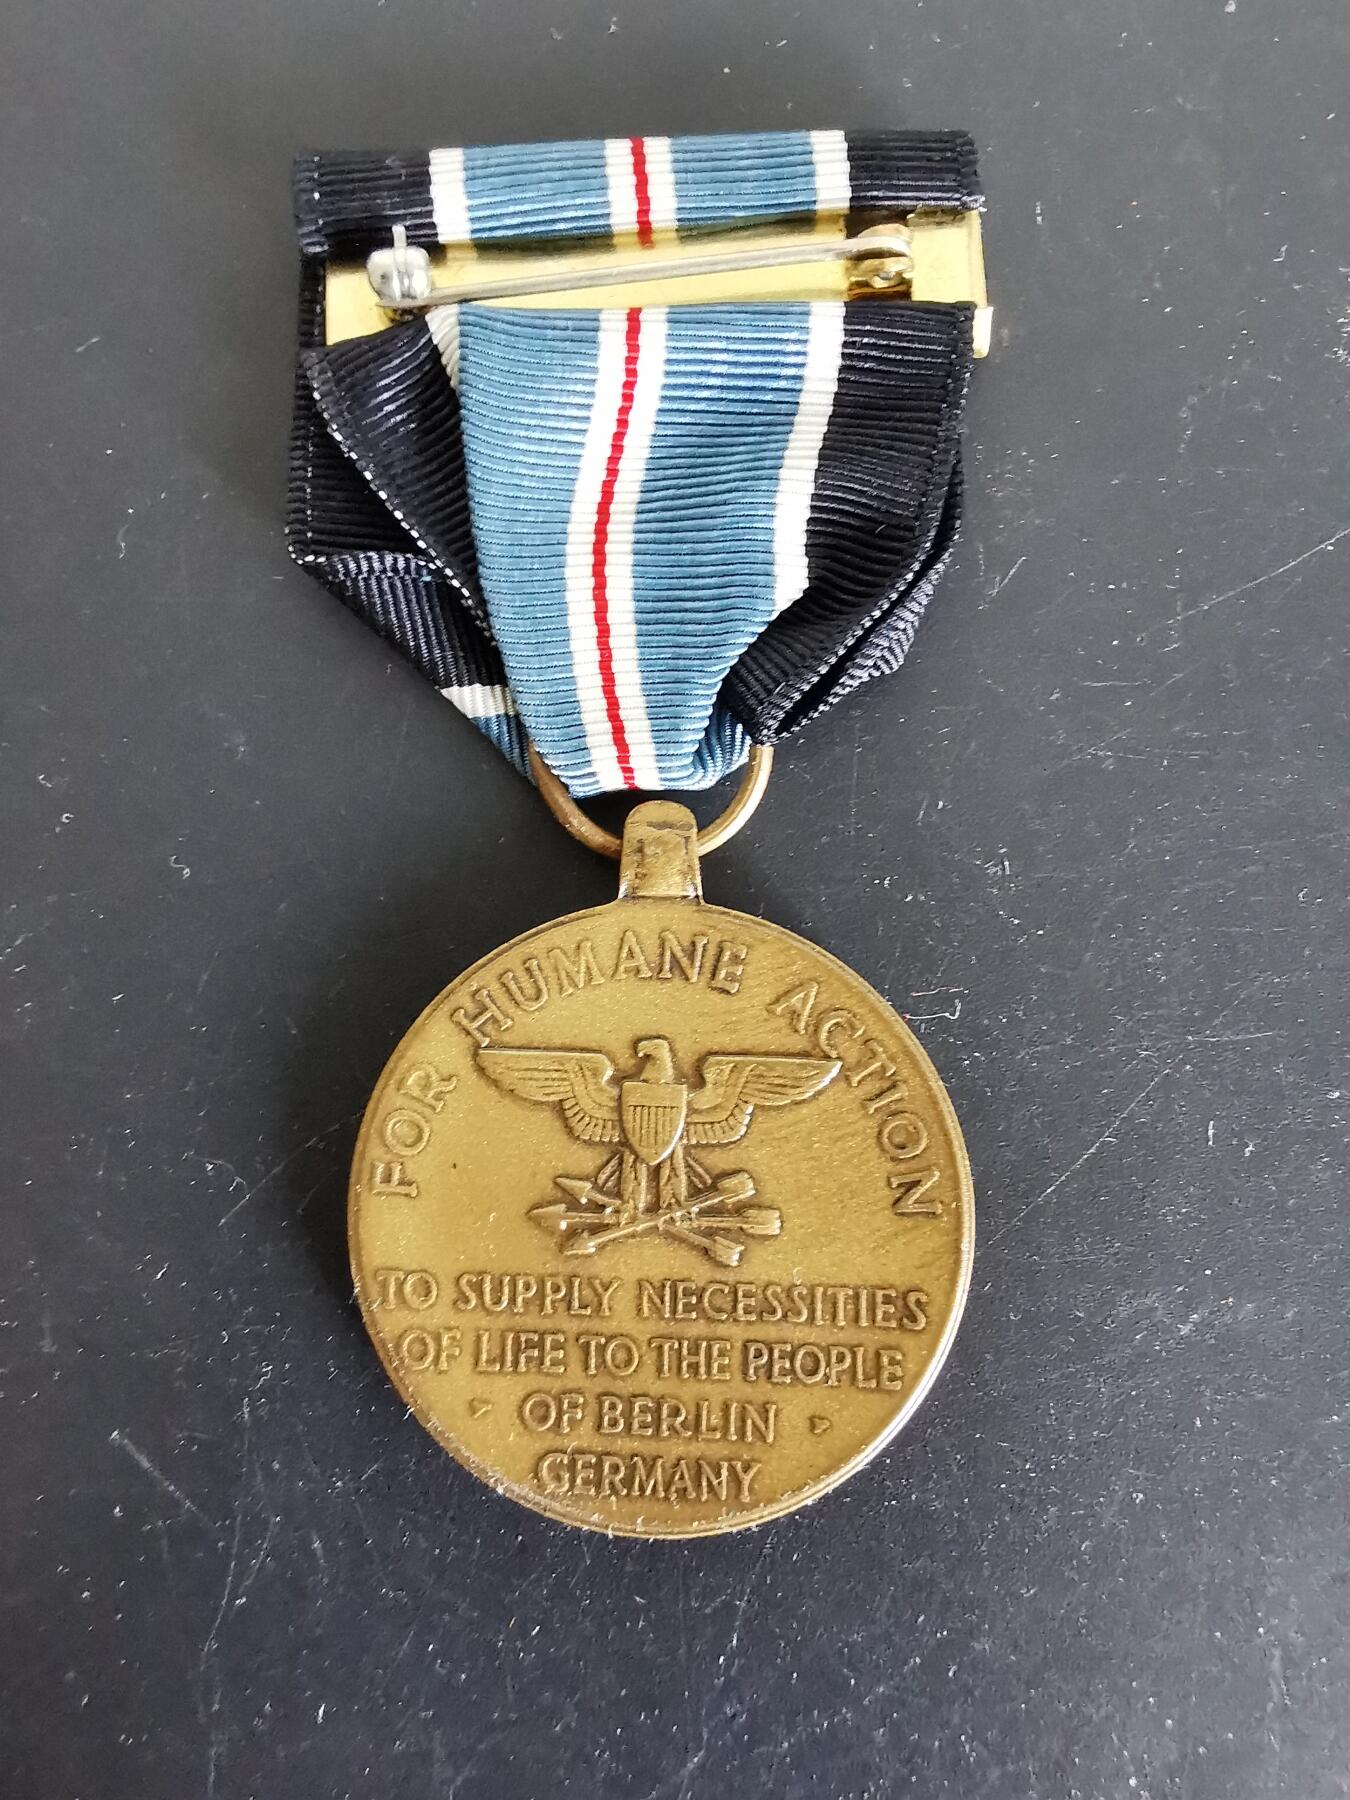 FOR HUMANE ACTION
TO SUPPLY NECESSITIES
OF LIFE TO THE PEOPLE
OF BERLIN
GERMANY